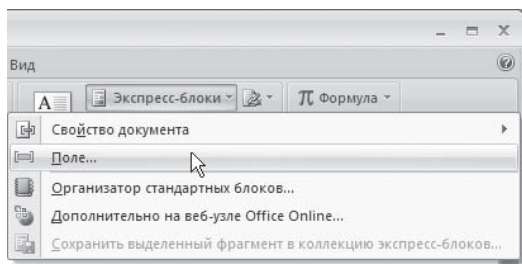 Вид
A Экспресс-блоки π Формула
Свойство документа
Поле...
Организатор стандартных блоков...
Дополнительно на веб-узле Office Online...
Сохранить выделенный фрагмент в коллекцию экспресс-блоков...